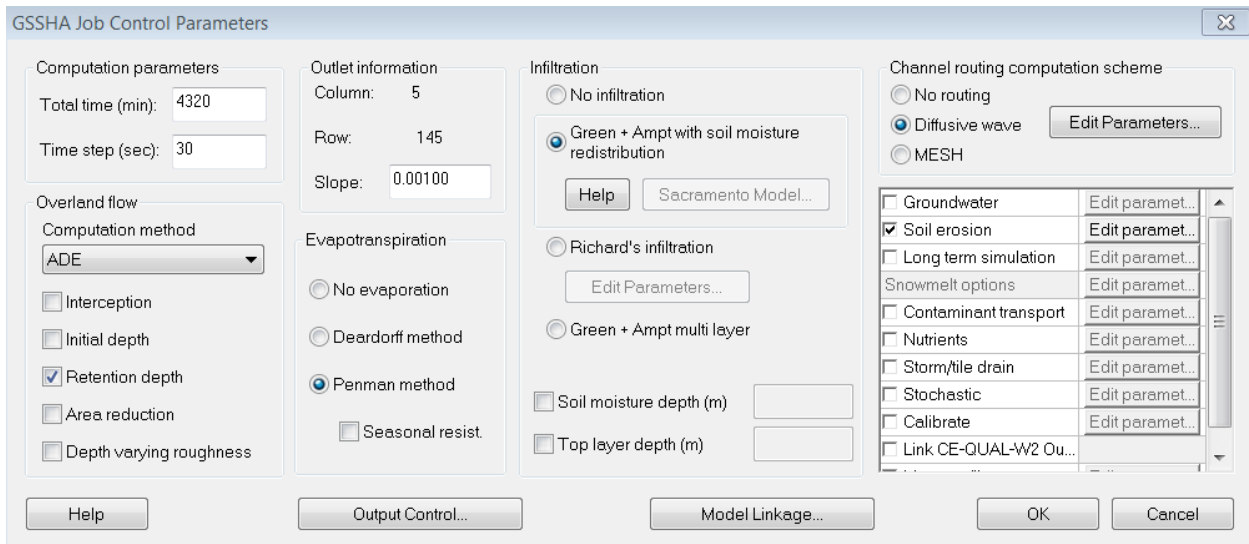 GSSHA Job Control Parameters
Computation parameters
Total time (min): 4320
Time step (sec): 30
Overland flow
Computation method
ADE
Interception
Initial depth
Retention depth
Area reduction
Depth varying roughness
Outlet information
Column: 5
Row: 145
Slope: 0.00100
Evapotranspiration
No evaporation
Deardorff method
Penman method
Seasonal resist.
Infiltration
No infiltration
Green + Ampt with soil moisture
redistribution
Help Sacramento Model...
Richard's infiltration
Edit Parameters...
Green + Ampt multi layer
Soil moisture depth (m)
Top layer depth (m)
Channel routing computation scheme
No routing
Diffusive wave Edit Parameters...
MESH
Groundwater Edit paramet...
Soil erosion Edit paramet...
Long term simulation Edit paramet...
Snowmelt options Edit paramet...
Contaminant transport Edit paramet...
Nutrients Edit paramet...
Storm/tile drain Edit paramet...
Stochastic Edit paramet...
Calibrate Edit paramet...
Link CE-QUAL-W2 Ou...
Help Output Control... Model Linkage... OK Cancel